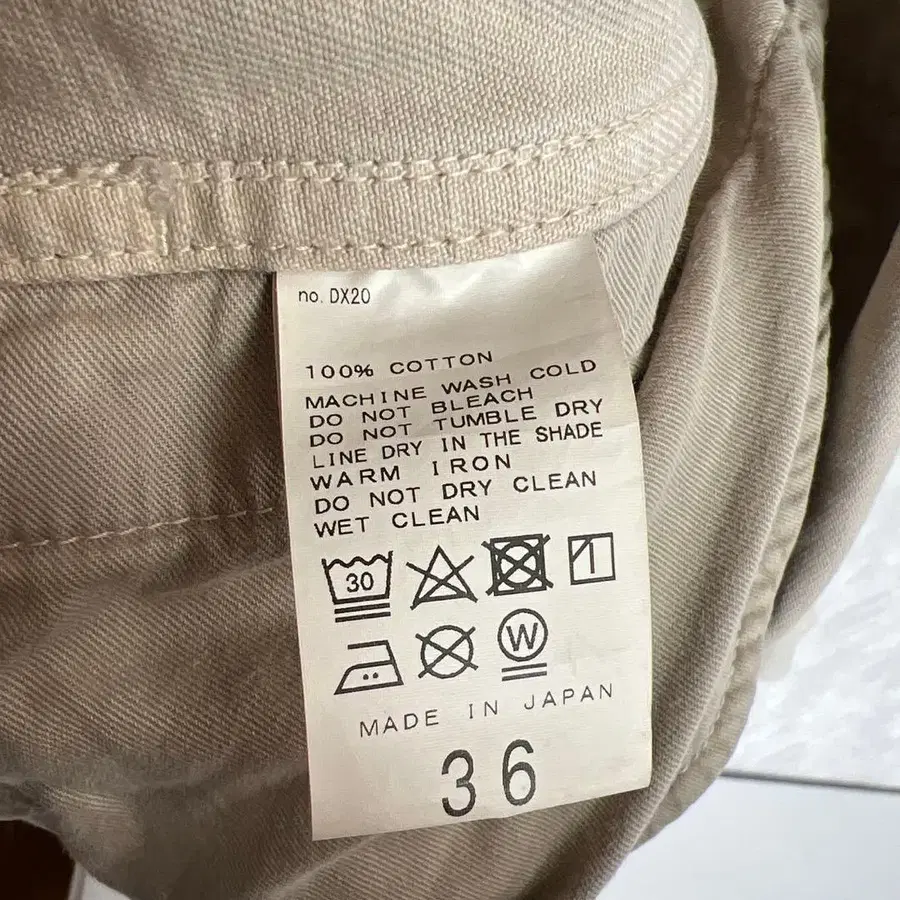 no. DX20
100% COTTON
MACHINE WASH COLD
DO NOT BLEACH
DO NOT TUMBLE DRY
LINE DRY IN THE SHADE
WARM IRON
DO NOT DRY CLEAN
WET CLEAN
30
W
MADE IN JAPAN
36